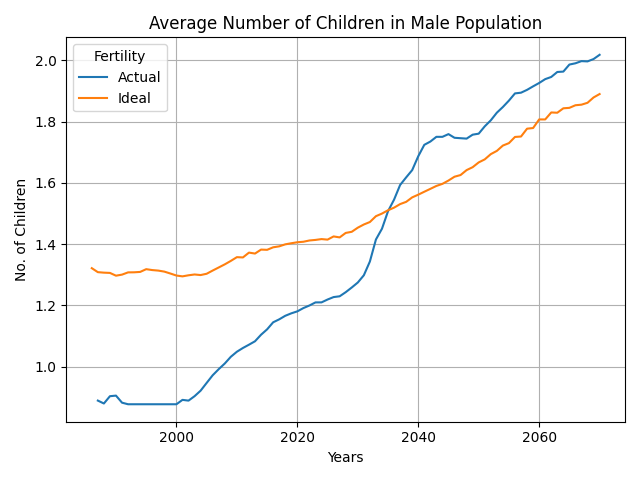 Average Number of Children in Male Population
Fertility
Actual
Ideal
No. of Children
2.0
1.8
1.6
1.4
1.2
1.0
2000 2020 2040 2060
Years